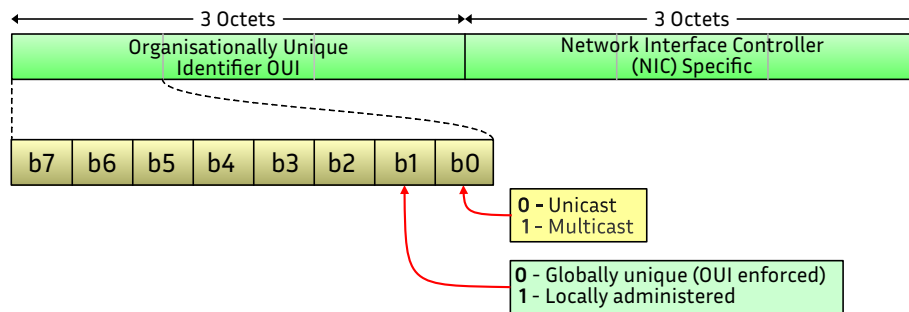 3 Octets
3 Octets
Organisationally Unique
Identifier OUI
Network Interface Controller
(NIC) Specific
b7 b6 b5 b4 b3 b2 b1 b0
0 - Unicast
1 - Multicast
0 - Globally unique (OUI enforced)
1 - Locally administered